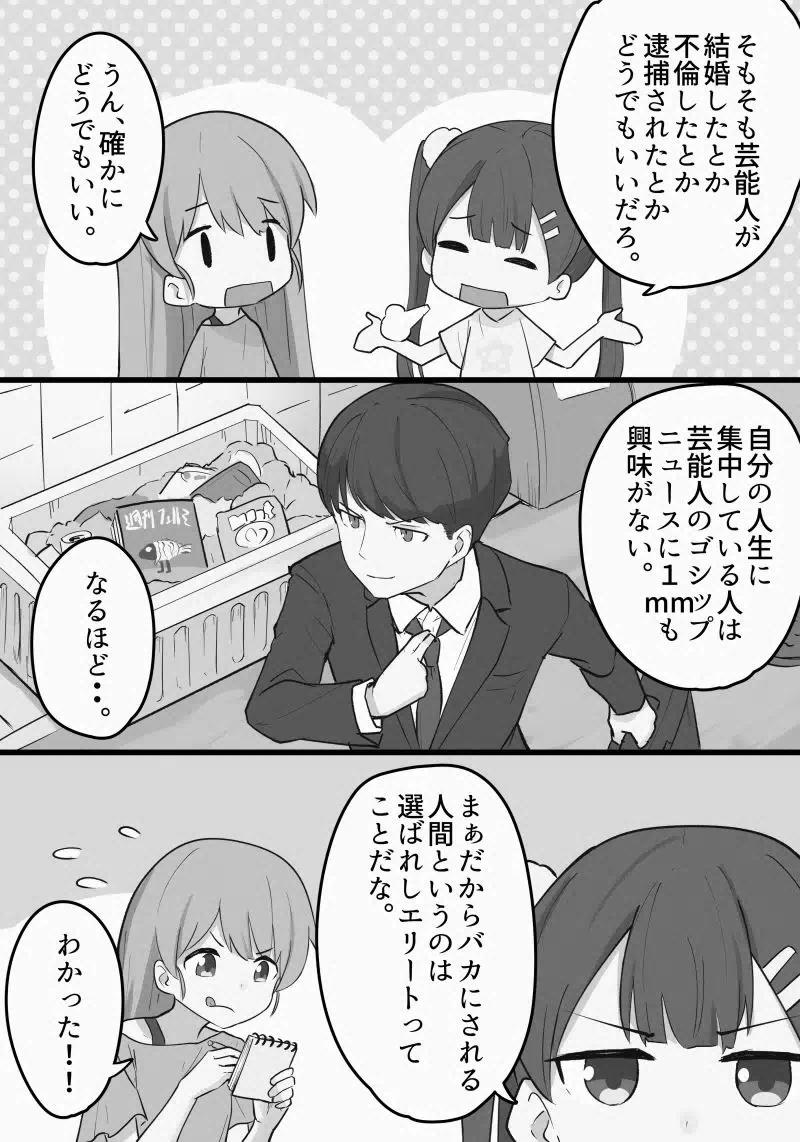 そもそも芸能人が
結婚したとか
不倫したとか
逮捕されたとか
どうでもいいだろ。
うん、確かに
どうでもいい。
自分の人生に
集中している人は
芸能人のゴシップ
ニュースに1mmも
興味がない。
週刊
なるほど・・。
まぁだからバカにされる
人間というのは
選ばれしエリートって
ことだな。
わかった！！